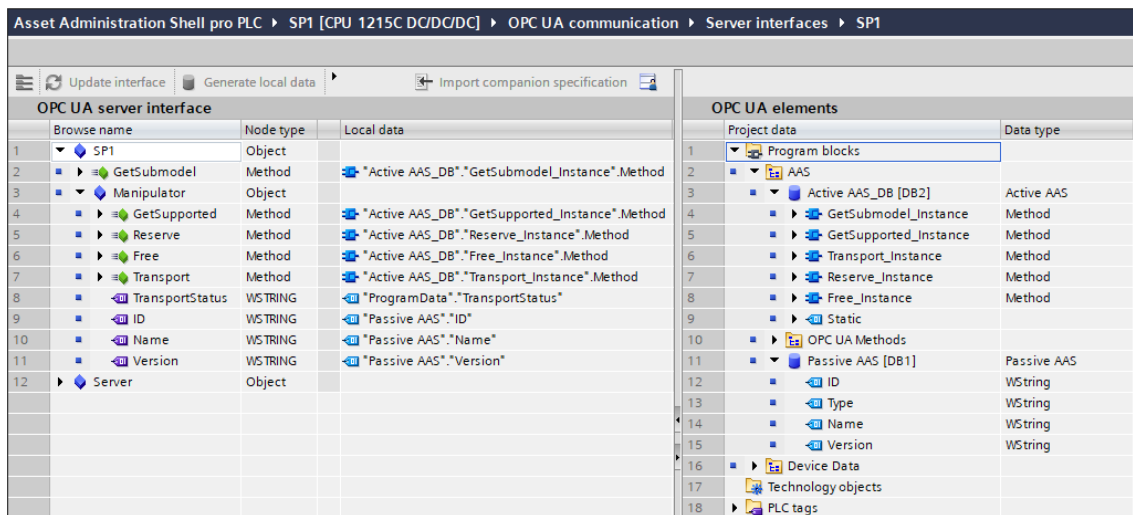 Asset Administration Shell pro PLC ▸ SP1 [CPU 1215C DC/DC/DC] ▸ OPC UA communication ▸ Server interfaces ▸ SP1
Update interface Generate local data Import companion specification
OPC UA server interface
Browse name Node type Local data
1 SP1 Object
2 GetSubmodel Method "Active AAS_DB"."GetSubmodel_Instance".Method
3 Manipulator Object
4 GetSupported Method "Active AAS_DB"."GetSupported_Instance".Method
5 Reserve Method "Active AAS_DB"."Reserve_Instance".Method
6 Free Method "Active AAS_DB"."Free_Instance".Method
7 Transport Method "Active AAS_DB"."Transport_Instance".Method
8 TransportStatus WSTRING "ProgramData"."TransportStatus"
9 ID WSTRING "Passive AAS"."ID"
10 Name WSTRING "Passive AAS"."Name"
11 Version WSTRING "Passive AAS"."Version"
12 Server Object
OPC UA elements
Project data Data type
1 Program blocks
2 AAS
3 Active AAS_DB [DB2] Active AAS
4 GetSubmodel_Instance Method
5 GetSupported_Instance Method
6 Transport_Instance Method
7 Reserve_Instance Method
8 Free_Instance Method
9 Static
10 OPC UA Methods
11 Passive AAS [DB1] Passive AAS
12 ID WString
13 Type WString
14 Name WString
15 Version WString
16 Device Data
17 Technology objects
18 PLC tags